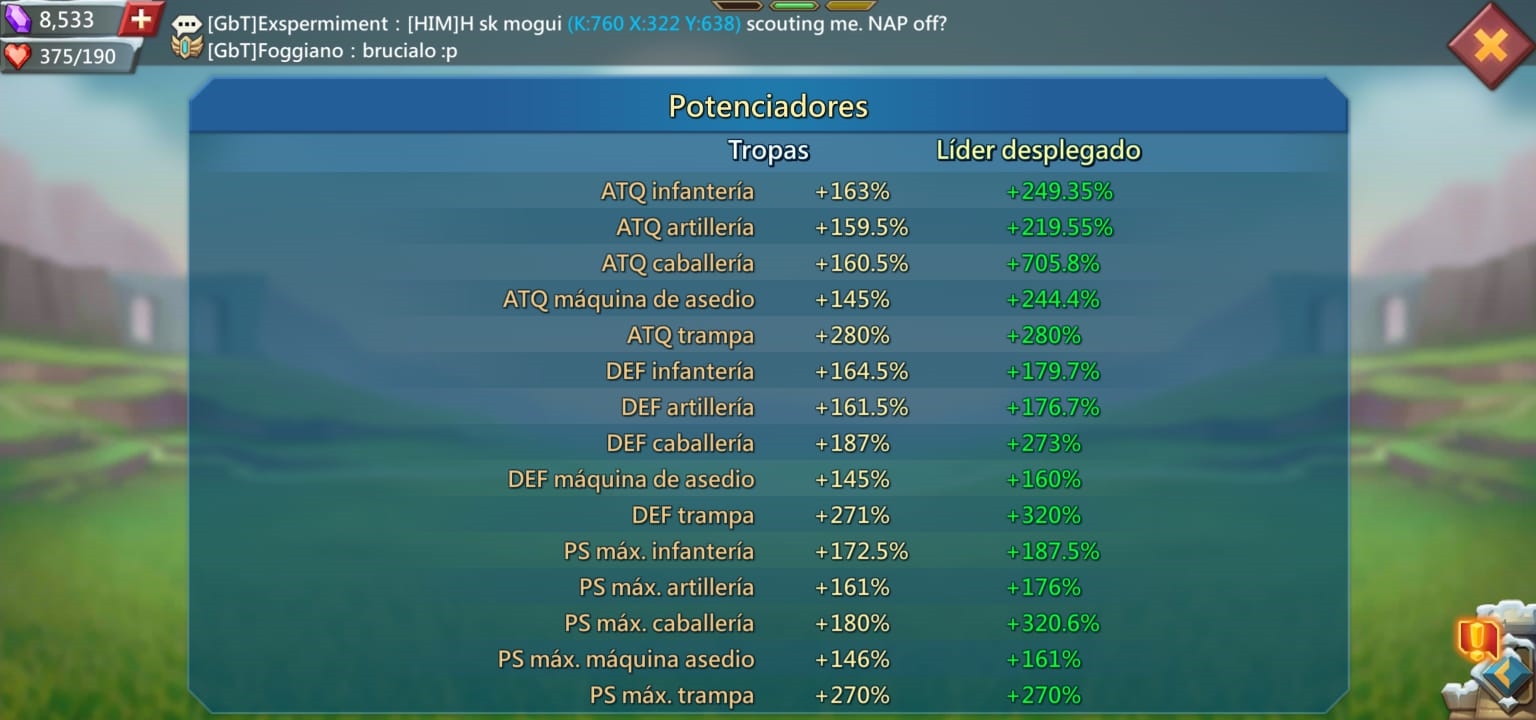 8,533
[GbT]Exspermiment : [HIM]H sk mogui (K:760 X:322 Y:638) scouting me. NAP off?
375/190
[GbT]Foggiano : brucialo :p
Potenciadores
Tropas Líder desplegado
ATQ infantería +163% +249.35%
ATQ artillería +159.5% +219.55%
ATQ caballería +160.5% +705.8%
ATQ máquina de asedio +145% +244.4%
ATQ trampa +280% +280%
DEF infantería +164.5% +179.7%
DEF artillería +161.5% +176.7%
DEF caballería +187% +273%
DEF máquina de asedio +145% +160%
DEF trampa +271% +320%
PS máx. infantería +172.5% +187.5%
PS máx. artillería +161% +176%
PS máx. caballería +180% +320.6%
PS máx. máquina asedio +146% +161%
PS máx. trampa +270% +270%